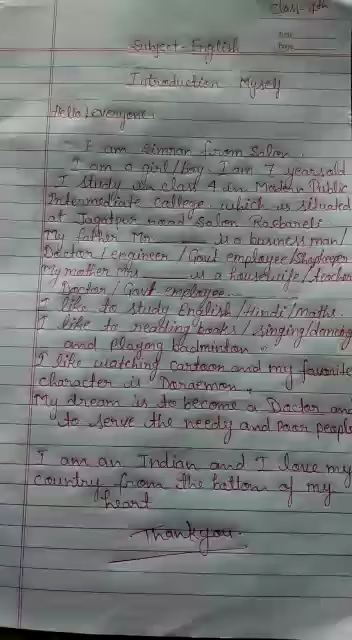 Class- 4th
Date
Page
Subject- English
Introduction Myself
Hello! everyone,
I am Simran from Salon.
I am a girl/boy. I am 7 years old
I study in class 4 in Modern Public
Intermediate college which is situated
at Jagatpur road Salon Raebareli
My father Mr. ______ is a business man/
Doctor/engineer/Govt employee/Shopkeeper
My mother Mrs ______ is a housewife/teacher
Doctor/Govt employee.
I like to study English/Hindi/Maths.
I like to reading books/singing/dancing
and playing badminton.
I like watching cartoon and my favorite
character is Doraemon.
My dream is to become a Doctor and
to serve the needy and poor people
I am an Indian and I love my
country from the bottom of my
heart
Thankyou.